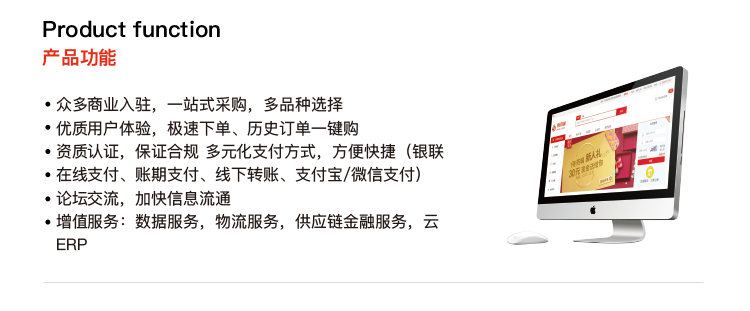 Product function
产品功能
• 众多商业入驻，一站式采购，多品种选择
• 优质用户体验，极速下单、历史订单一键购
• 资质认证，保证合规 多元化支付方式，方便快捷（银联
• 在线支付、账期支付、线下转账、支付宝/微信支付）
• 论坛交流，加快信息流通
• 增值服务：数据服务，物流服务，供应链金融服务，云
ERP
新人礼